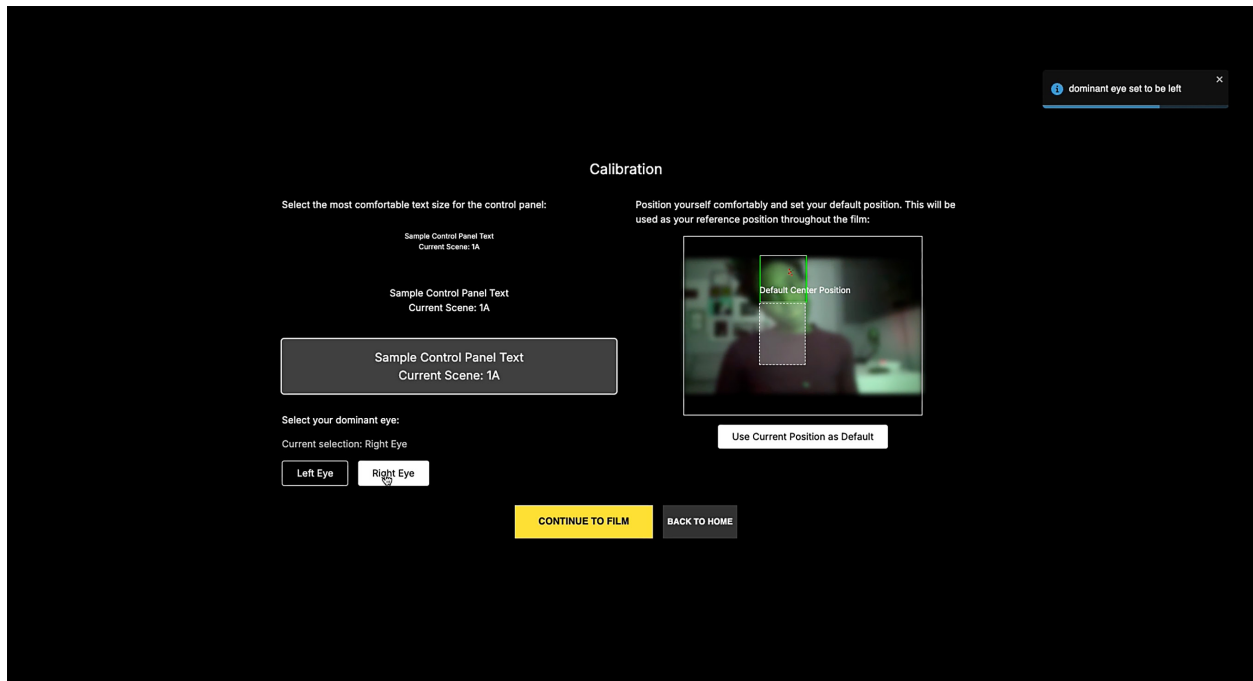 dominant eye set to be left
Calibration
Select the most comfortable text size for the control panel:
Sample Control Panel Text
Current Scene: 1A
Sample Control Panel Text
Current Scene: 1A
Sample Control Panel Text
Current Scene: 1A
Select your dominant eye:
Current selection: Right Eye
Left Eye
Right Eye
Position yourself comfortably and set your default position. This will be
used as your reference position throughout the film:
Default Center Position
Use Current Position as Default
CONTINUE TO FILM
BACK TO HOME